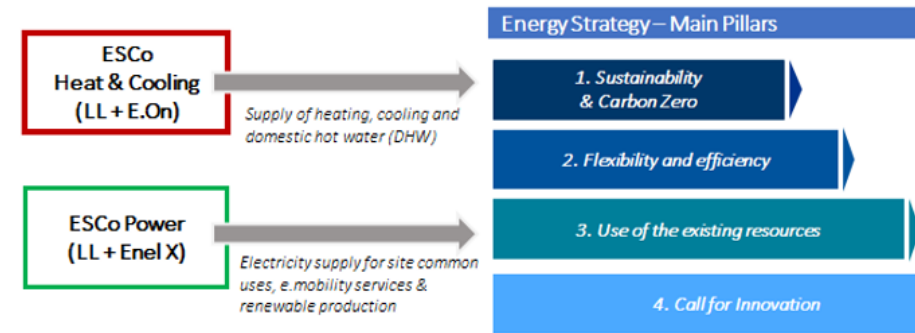 Energy Strategy – Main Pillars
ESCo
Heat & Cooling
(LL + E.On)
Supply of heating, cooling and
domestic hot water (DHW)
1. Sustainability
& Carbon Zero
2. Flexibility and efficiency
ESCo Power
(LL + Enel X)
Electricity supply for site common
uses, e.mobility services &
renewable production
3. Use of the existing resources
4. Call for Innovation